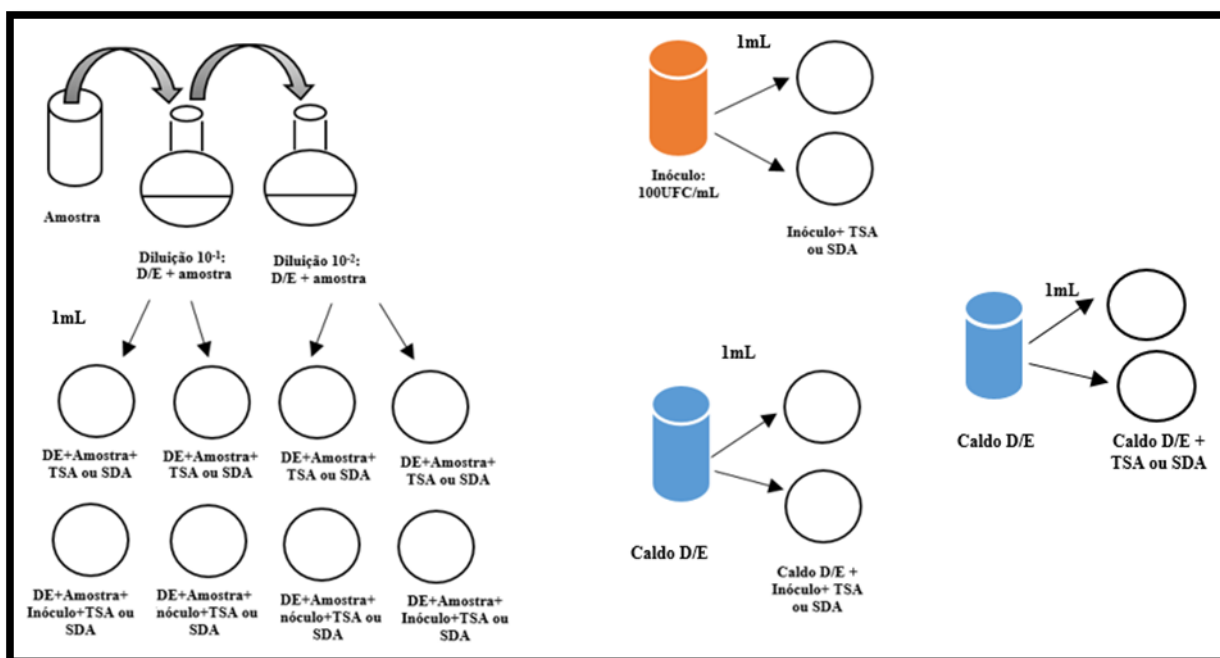 Amostra
Diluição 10-1:
D/E + amostra
Diluição 10-2:
D/E + amostra
1mL
DE+Amostra+
TSA ou SDA
DE+Amostra+
TSA ou SDA
DE+Amostra+
TSA ou SDA
DE+Amostra+
TSA ou SDA
DE+Amostra+
Inóculo+TSA ou
SDA
DE+Amostra+
nóculo+TSA ou
SDA
DE+Amostra+
nóculo+TSA ou
SDA
DE+Amostra+
Inóculo+TSA ou
SDA
1mL
Inóculo:
100UFC/mL
Inóculo+ TSA
ou SDA
1mL
Caldo D/E
Caldo D/E +
Inóculo+ TSA
ou SDA
1mL
Caldo D/E
Caldo D/E +
TSA ou SDA